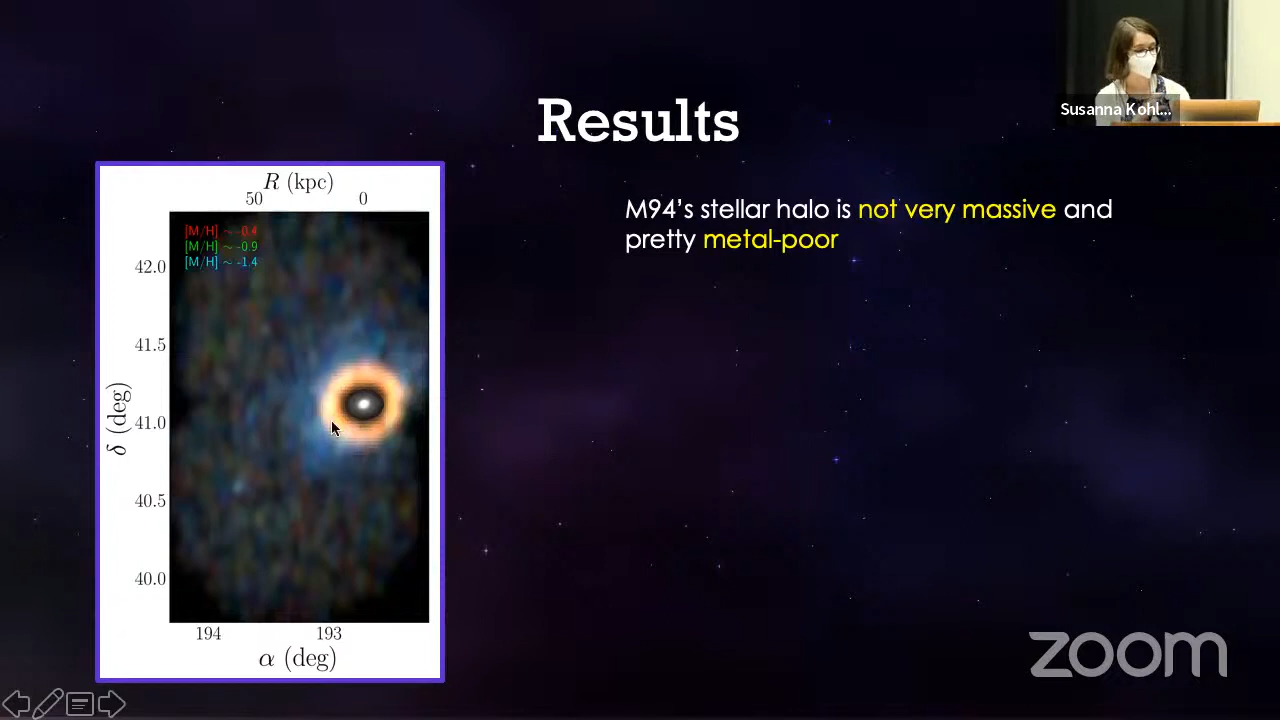 Susanna Kohl...
Results
R (kpc)
50 0
[M/H] ~ -0.4
[M/H] ~ -0.9
[M/H] ~ -1.4
42.0
41.5
41.0
40.5
40.0
δ (deg)
194 193
α (deg)
M94’s stellar halo is not very massive and
pretty metal-poor
zoom